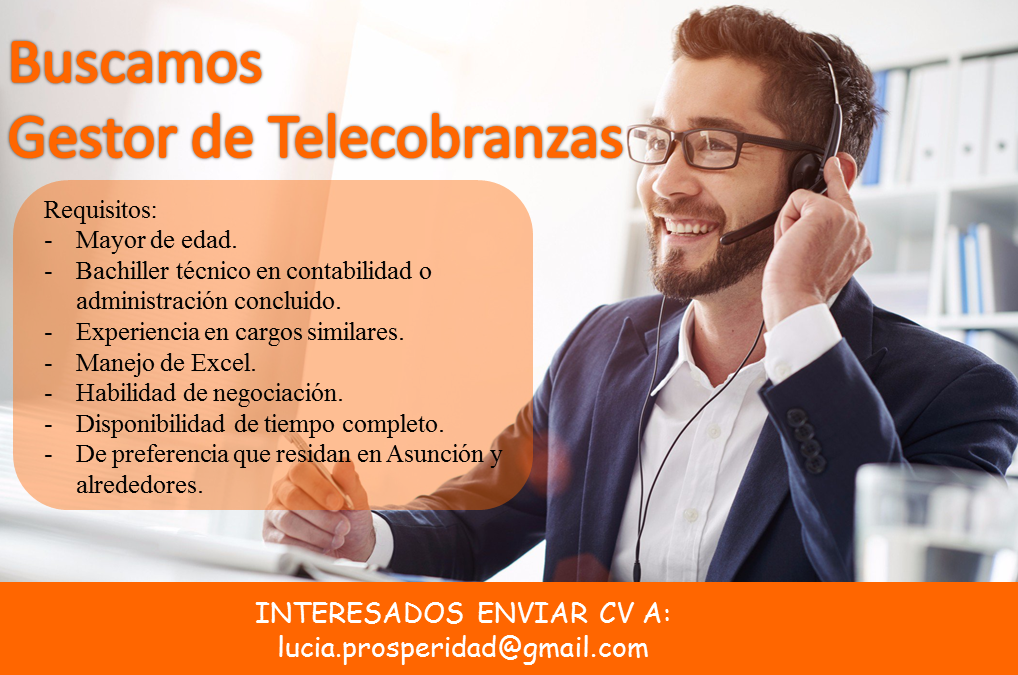 Buscamos
Gestor de Telecobranzas
Requisitos:
- Mayor de edad.
- Bachiller técnico en contabilidad o
administración concluido.
- Experiencia en cargos similares.
- Manejo de Excel.
- Habilidad de negociación.
- Disponibilidad de tiempo completo.
- De preferencia que residan en Asunción y
alrededores.
INTERESADOS ENVIAR CV A:
lucia.prosperidad@gmail.com